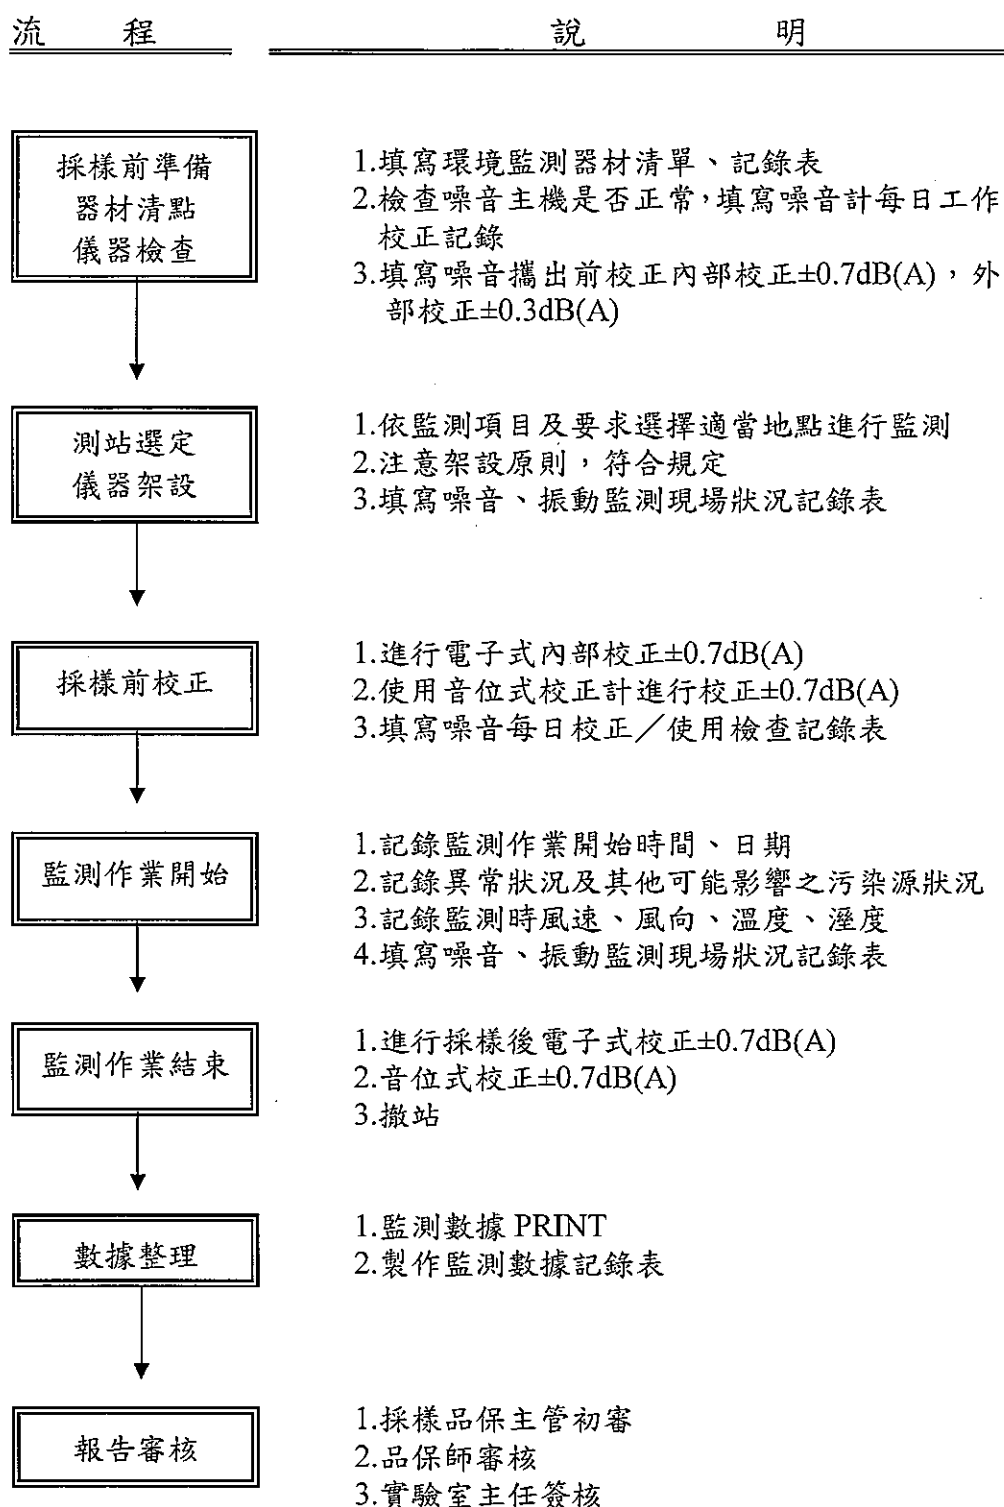 流 程 說 明
採樣前準備
器材清點
儀器檢查
1.填寫環境監測器材清單、記錄表
2.檢查噪音主機是否正常，填寫噪音計每日工作
校正記錄
3.填寫噪音攜出前校正內部校正±0.7dB(A)，外
部校正±0.3dB(A)
測站選定
儀器架設
1.依監測項目及要求選擇適當地點進行監測
2.注意架設原則，符合規定
3.填寫噪音、振動監測現場狀況記錄表
採樣前校正
1.進行電子式內部校正±0.7dB(A)
2.使用音位式校正計進行校正±0.7dB(A)
3.填寫噪音每日校正／使用檢查記錄表
監測作業開始
1.記錄監測作業開始時間、日期
2.記錄異常狀況及其他可能影響之污染源狀況
3.記錄監測時風速、風向、溫度、溼度
4.填寫噪音、振動監測現場狀況記錄表
監測作業結束
1.進行採樣後電子式校正±0.7dB(A)
2.音位式校正±0.7dB(A)
3.撤站
數據整理
1.監測數據 PRINT
2.製作監測數據記錄表
報告審核
1.採樣品保主管初審
2.品保師審核
3.實驗室主任簽核